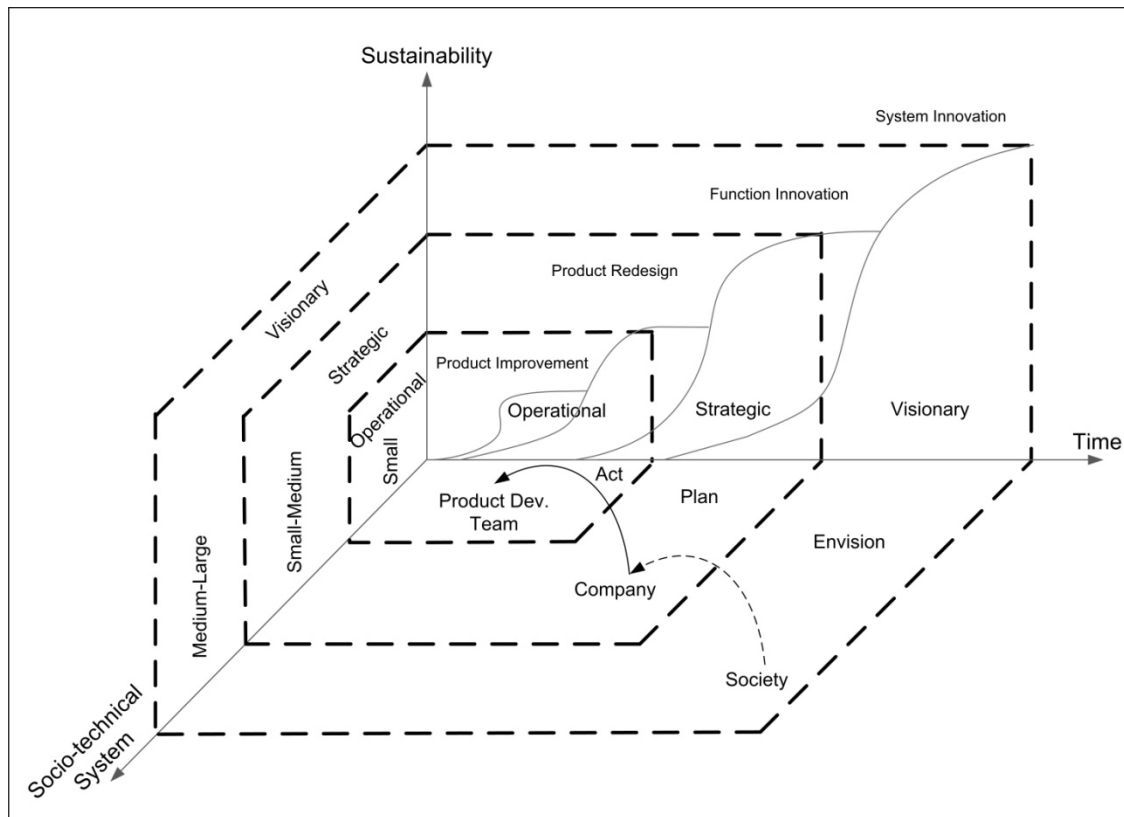 Sustainability
System Innovation
Function Innovation
Product Redesign
Visionary
Strategic
Product Improvement
Operational
Operational
Strategic
Visionary
Time
Small
Act
Product Dev.
Team
Plan
Small-Medium
Envision
Company
Medium-Large
Society
Socio-technical
System